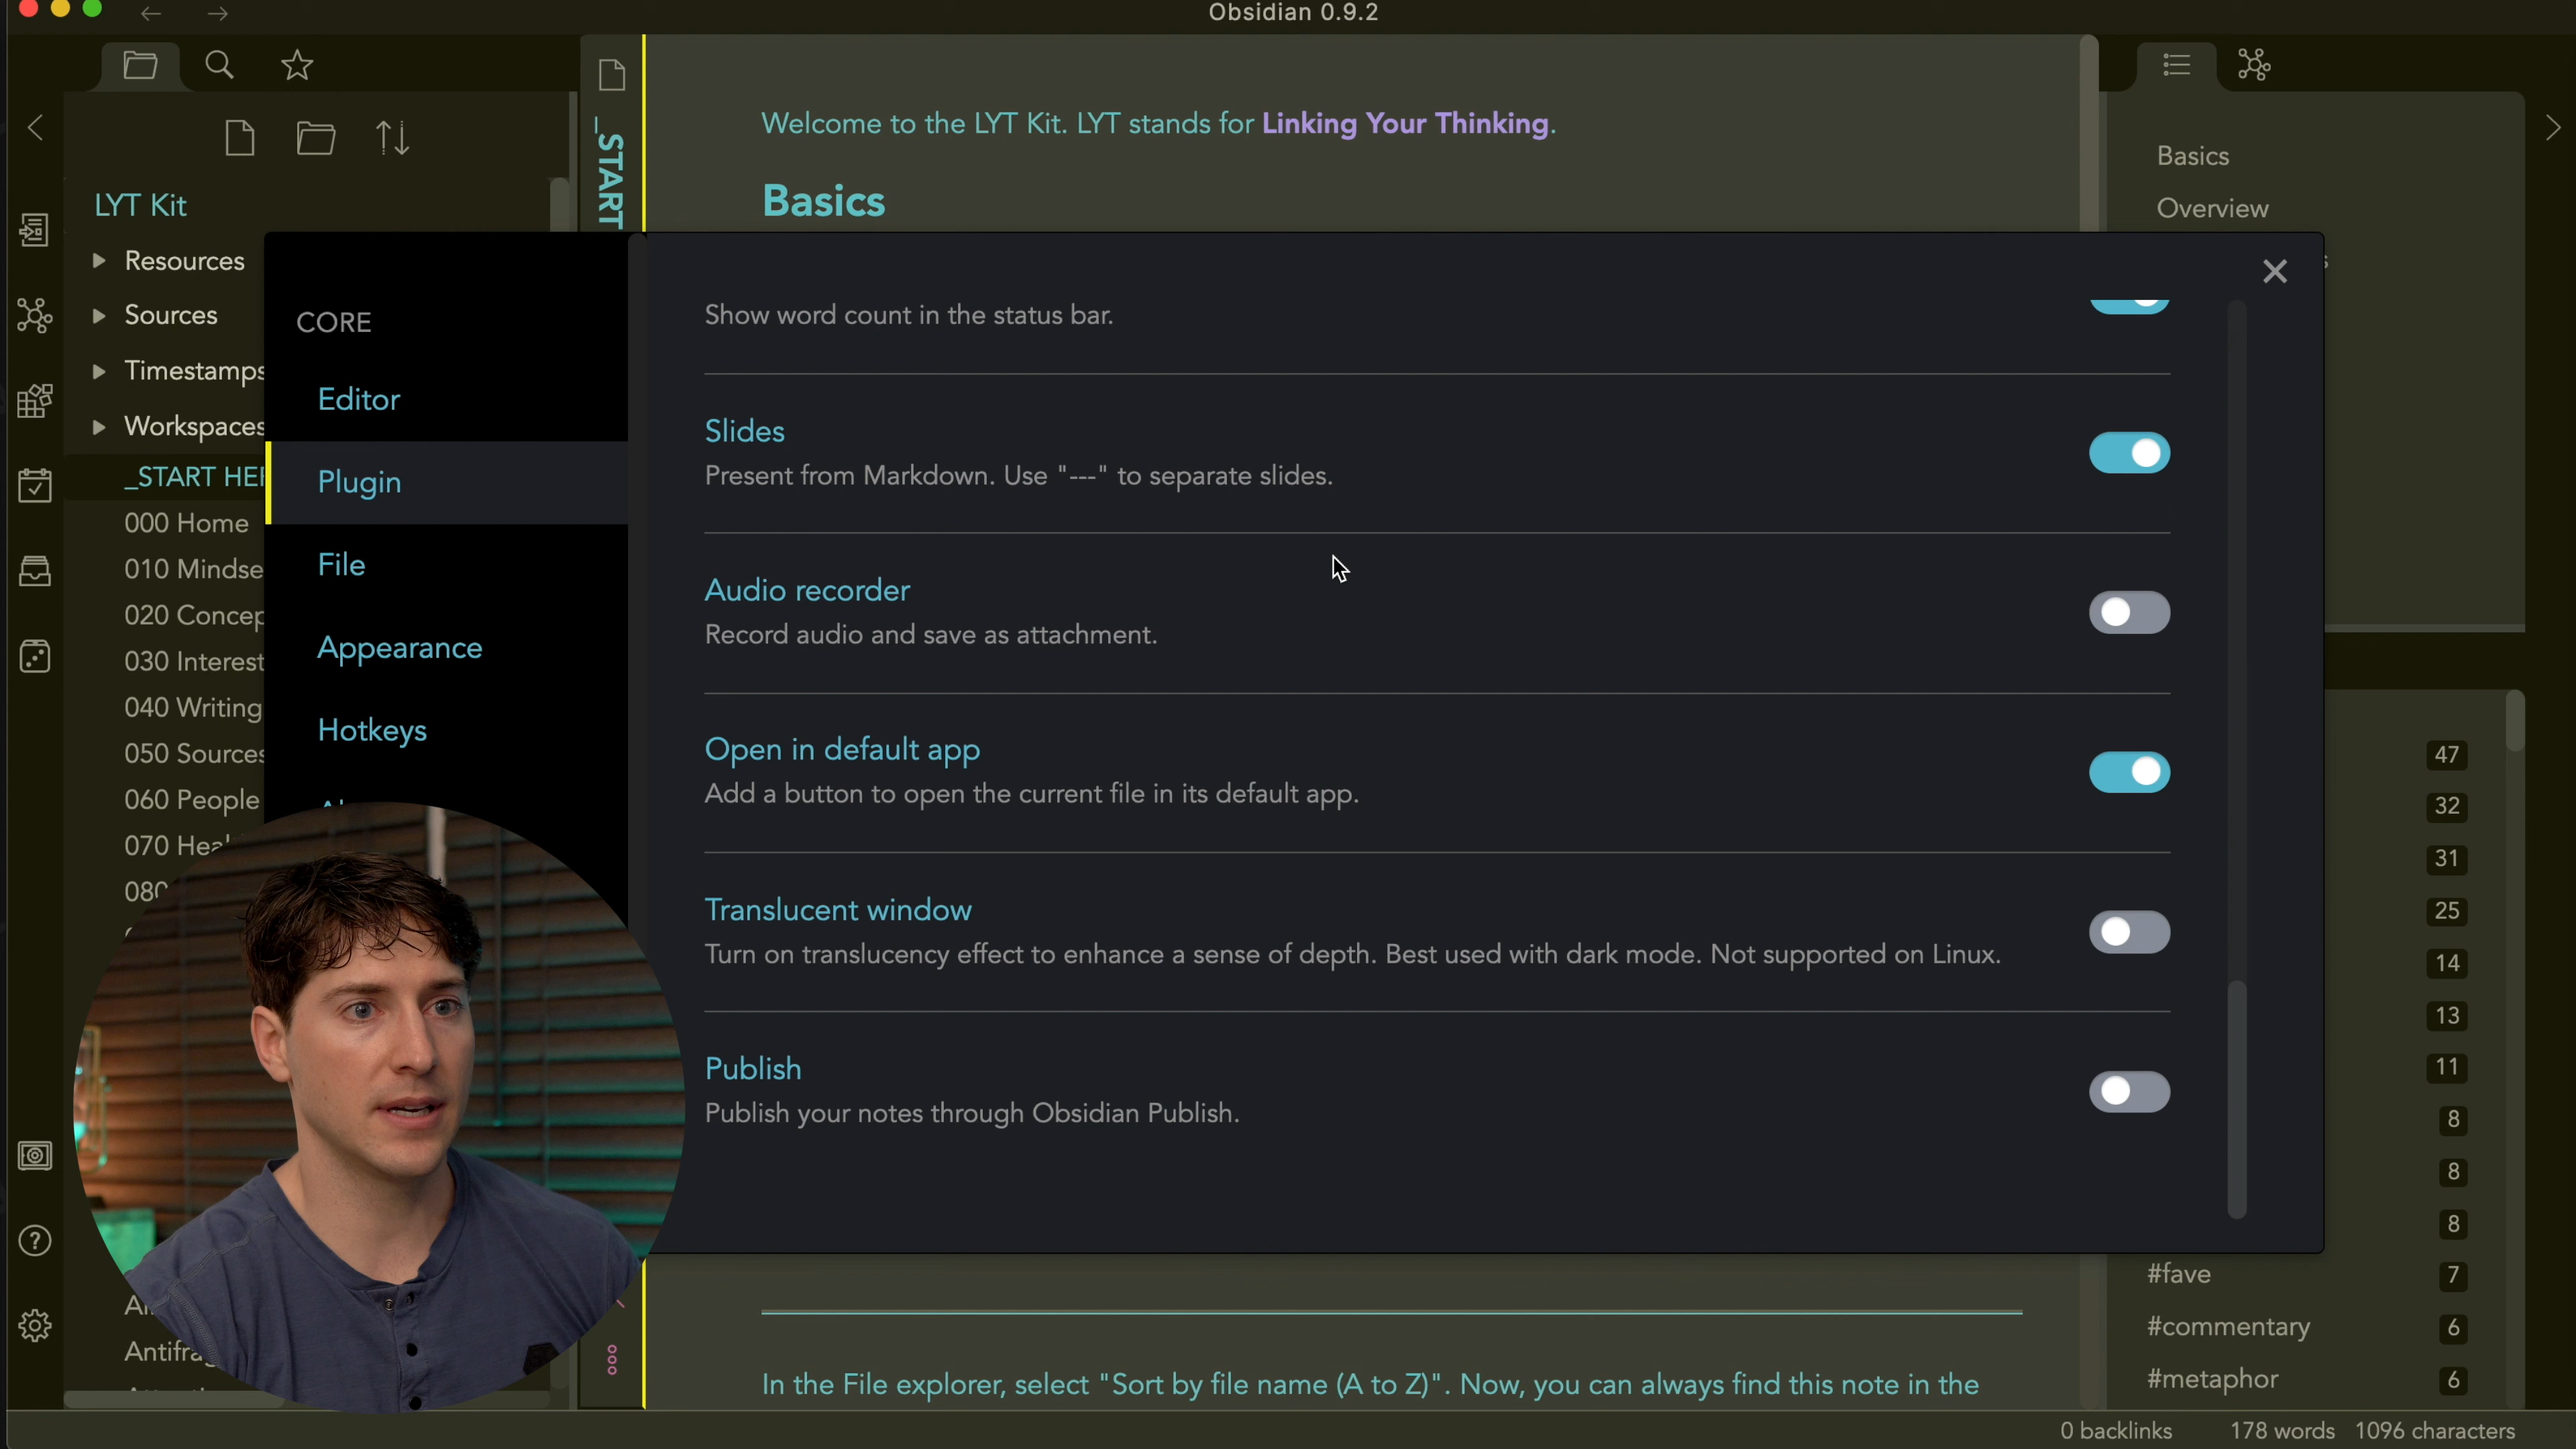 Obsidian 0.9.2
LYT Kit
Resources
Sources
Timestamps
Workspaces
_START HER
000 Home
010 Mindse
020 Concep
030 Interest
040 Writing
050 Sources
060 People
070 Heal
080
Antifrag
_START
Welcome to the LYT Kit. LYT stands for Linking Your Thinking.
Basics
CORE
Editor
Plugin
File
Appearance
Hotkeys
Show word count in the status bar.
Slides
Present from Markdown. Use "---" to separate slides.
Audio recorder
Record audio and save as attachment.
Open in default app
Add a button to open the current file in its default app.
Translucent window
Turn on translucency effect to enhance a sense of depth. Best used with dark mode. Not supported on Linux.
Publish
Publish your notes through Obsidian Publish.
In the File explorer, select "Sort by file name (A to Z)". Now, you can always find this note in the
Basics
Overview
47
32
31
25
14
13
11
8
8
8
#fave 7
#commentary 6
#metaphor 6
0 backlinks 178 words 1096 characters